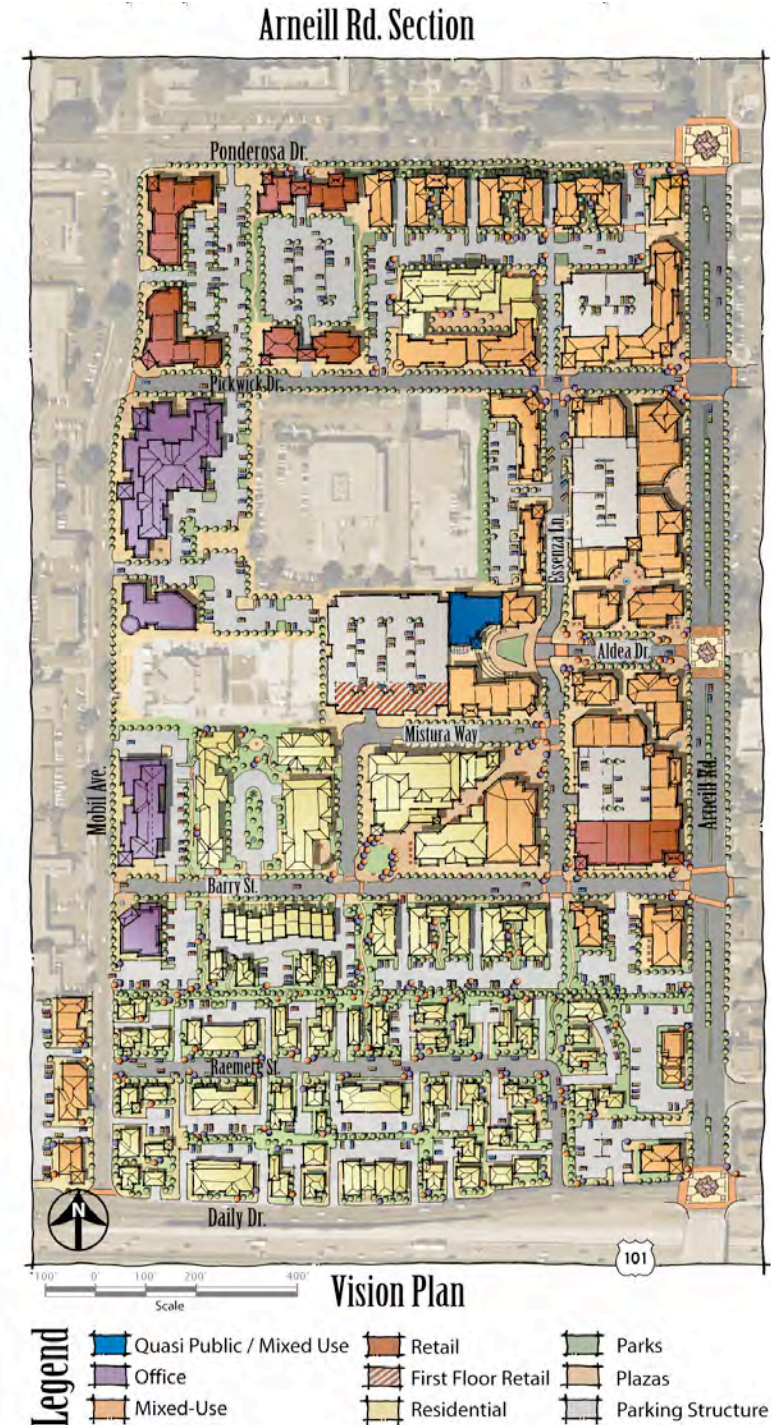 Arneill Rd. Section
Ponderosa Dr.
Pickwick Dr.
Essenza Ln.
Aldea Dr.
Mistura Way
Mobil Ave.
Arneill Rd.
Barry St.
Raemere St.
N
Daily Dr.
101
100' 0' 100' 200' 400'
Scale
Vision Plan
Legend
Quasi Public / Mixed Use
Retail
Parks
Office
First Floor Retail
Plazas
Mixed-Use
Residential
Parking Structure